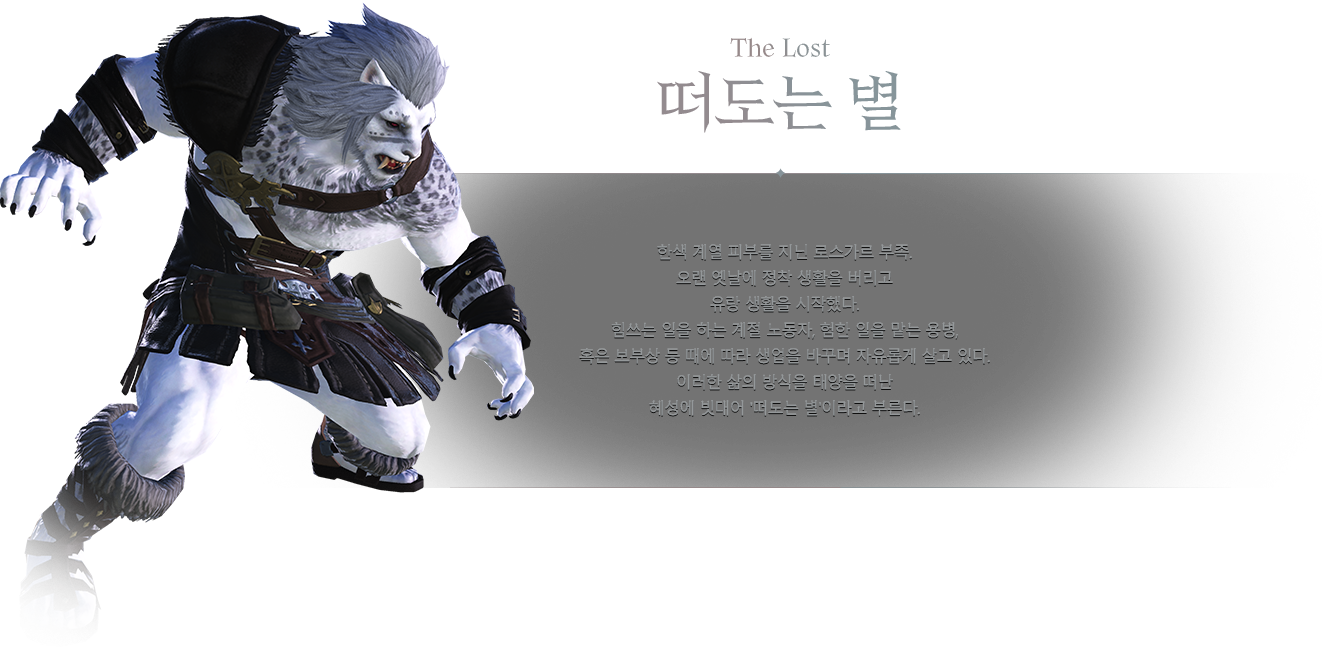 The Lost
떠도는 별
한색 계열 피부를 지닌 로스가르 부족.
오랜 옛날에 정착 생활을 버리고
유랑 생활을 시작했다.
힘쓰는 일을 하는 계절 노동자, 험한 일을 맡는 용병,
혹은 보부상 등 때에 따라 생업을 바꾸며 자유롭게 살고 있다.
이러한 삶의 방식을 태양을 떠난
혜성에 빗대어 '떠도는 별'이라고 부른다.